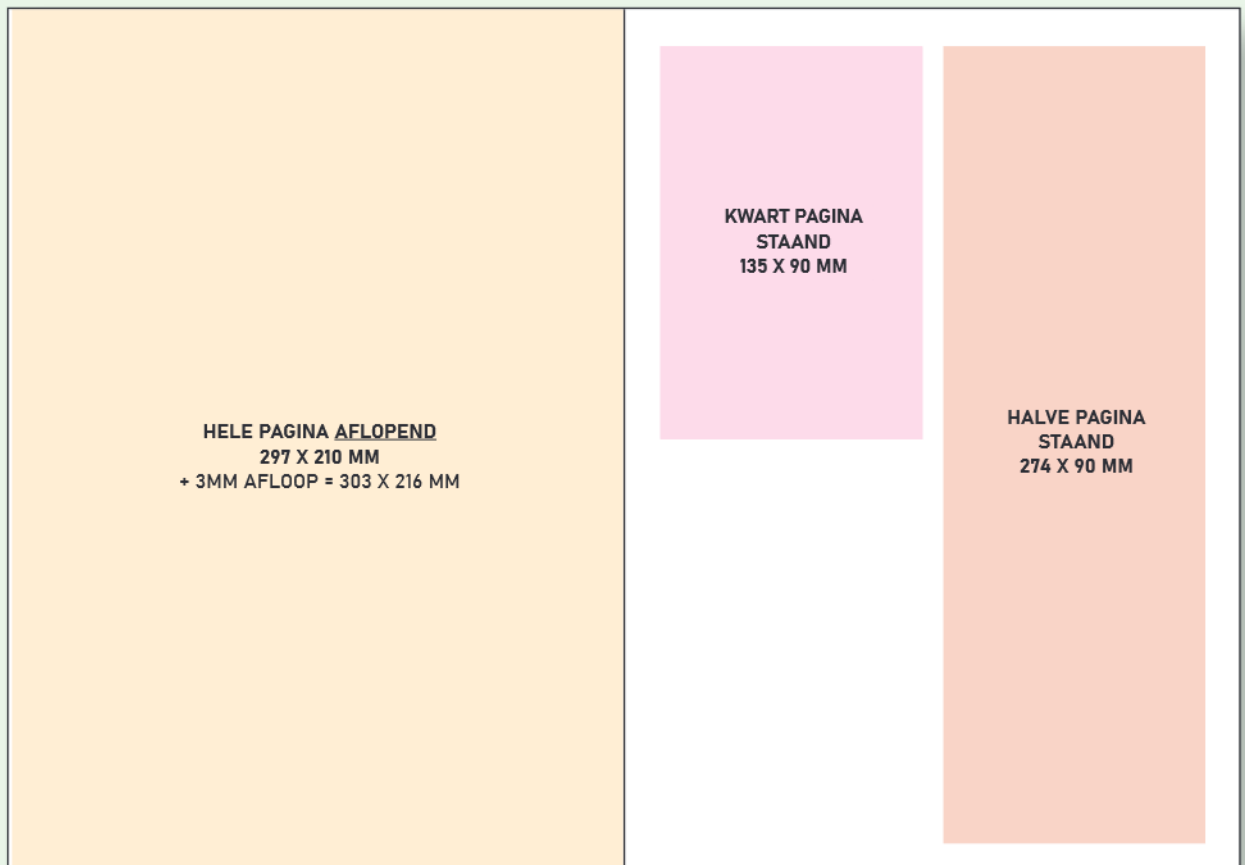 HELE PAGINA AFLOPEND
297 X 210 MM
+ 3MM AFLOOP = 303 X 216 MM
KWART PAGINA
STAAND
135 X 90 MM
HALVE PAGINA
STAAND
274 X 90 MM